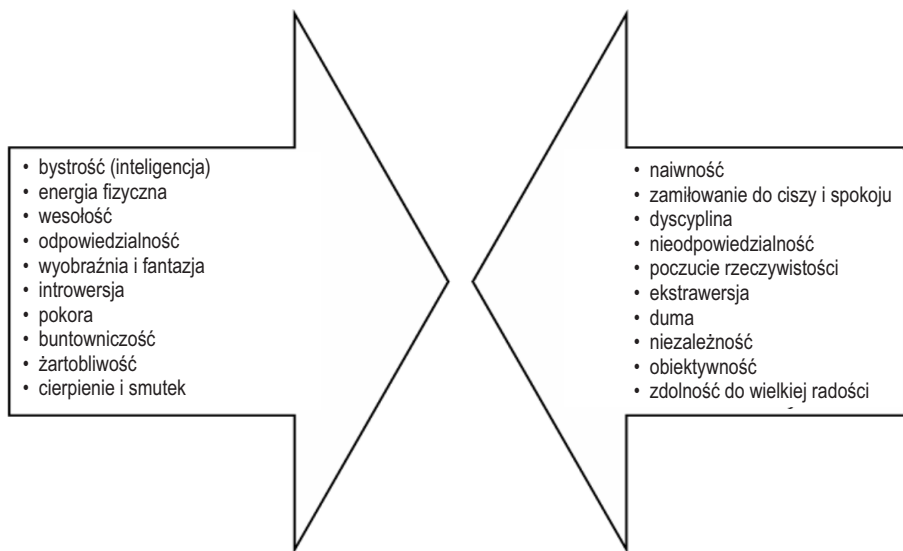 • bystrość (inteligencja)
• energia fizyczna
• wesołość
• odpowiedzialność
• wyobraźnia i fantazja
• introwersja
• pokora
• buntowniczość
• żartobliwość
• cierpienie i smutek
• naiwność
• zamiłowanie do ciszy i spokoju
• dyscyplina
• nieodpowiedzialność
• poczucie rzeczywistości
• ekstrawersja
• duma
• niezależność
• obiektywność
• zdolność do wielkiej radości